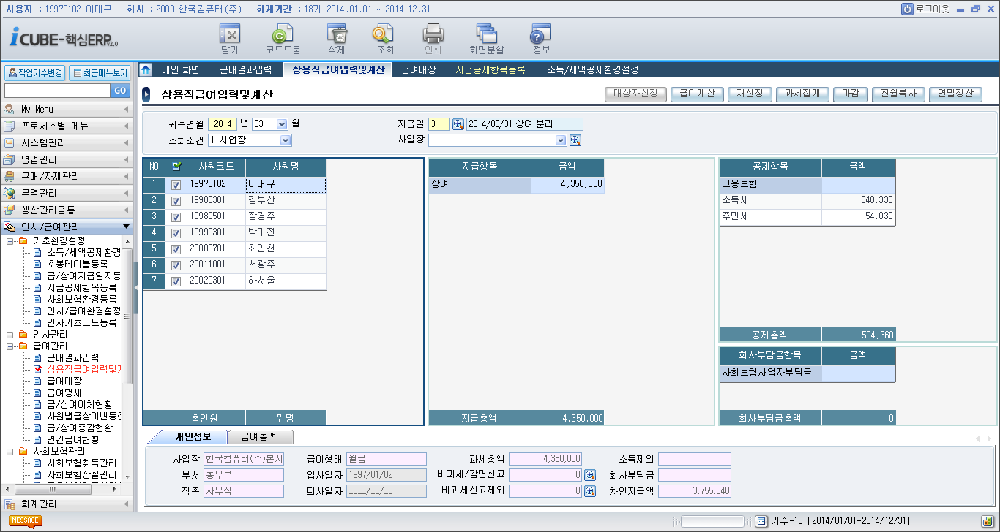 사용자 : 19970102 이대구 회사 : 2000 한국컴퓨터(주) 회계기간 : 18기 2014.01.01 ~ 2014.12.31 로그아웃
iCUBE-핵심ERP v2.0
닫기 코드도움 삭제 조회 인쇄 화면분할 정보
작업기수변경 최근메뉴보기
메인 화면 근태결과입력 상용직급여입력및계산 급여대장 지급공제항목등록 소득/세액공제환경설정
GO
상용직급여입력및계산
대상자선정 급여계산 재선정 과세집계 마감 전월복사 연말정산
My Menu
프로세스별 메뉴
시스템관리
영업관리
구매/자재관리
무역관리
생산관리공통
인사/급여관리
기초환경설정
소득/세액공제환경
호봉테이블등록
급/상여지급일자등
지급공제항목등록
사회보험환경등록
인사/급여환경설정
인사기초코드등록
인사관리
급여관리
근태결과입력
상용직급여입력및
급여대장
급여명세
급/상여이체현황
사원별급상여변동
급/상여증감현황
연간급여현황
사회보험관리
사회보험취득관리
사회보험상실관리
회계관리
귀속연월 2014 년 03 월 지급일 3 2014/03/31 상여 분리
조회조건 1.사업장 사업장
NO 사원코드 사원명
1 19970102 이대구
2 19980301 김부산
3 19980501 장경주
4 19990301 박대전
5 20000701 최인천
6 20011001 서광주
7 20020301 하서울
총인원 7 명
지급항목 금액
상여 4,350,000
지급총액 4,350,000
공제항목 금액
고용보험
소득세 540,330
주민세 54,030
공제총액 594,360
회사부담금항목 금액
사회보험사업자부담금
회사부담금총액 0
개인정보 급여총액
사업장 한국컴퓨터(주)본사 급여형태 월급 과세총액 4,350,000 소득제외
부서 총무부 입사일자 1997/01/02 비과세/감면신고 0 회사부담금
직종 사무직 퇴사일자 ____/__/__ 비과세신고제외 0 차인지급액 3,755,640
MESSAGE
기수-18 [2014/01/01-2014/12/31]